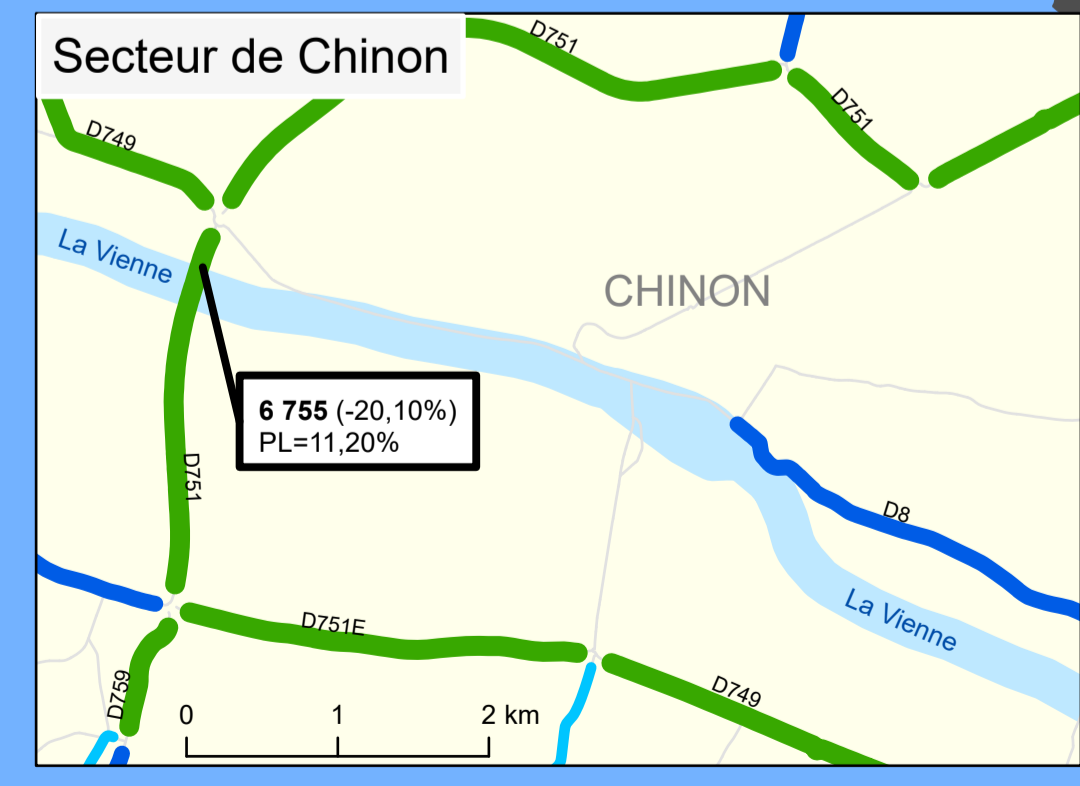 Secteur de Chinon
D751
D751
D749
La Vienne
CHINON
6 755 (-20,10%)
PL=11,20%
D751
D8
La Vienne
D751E
D759
D749
0 1 2 km